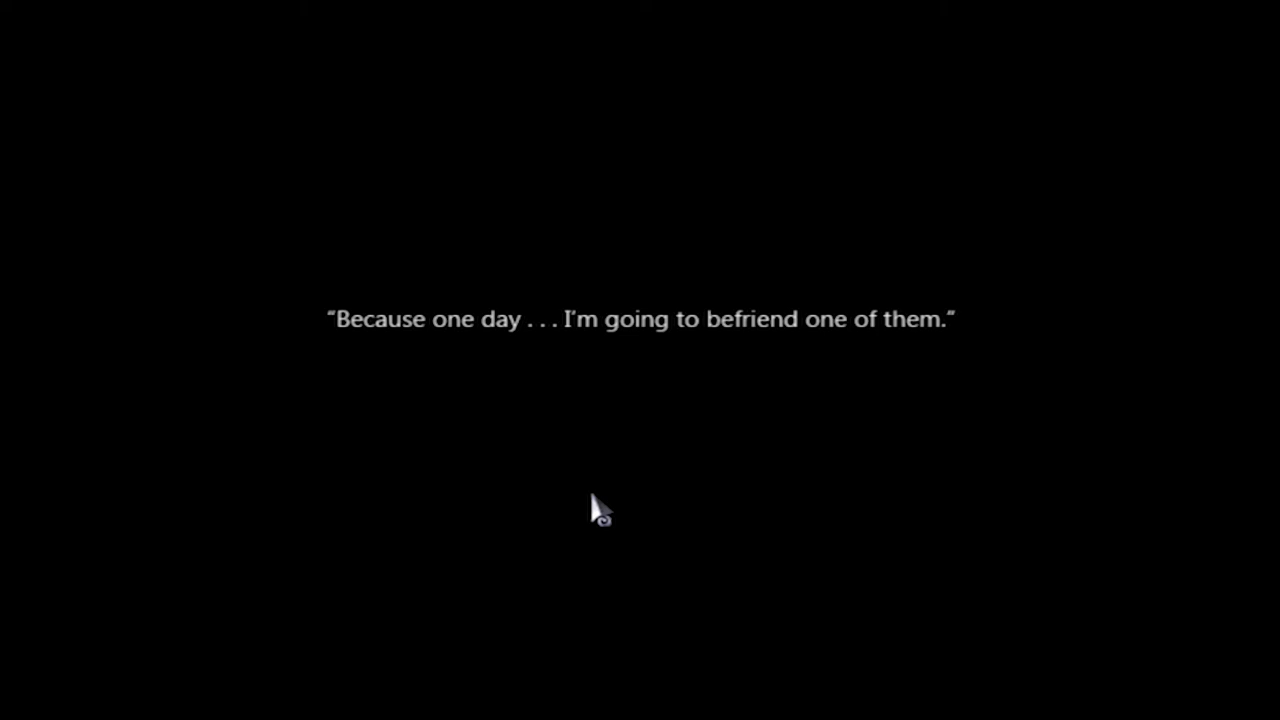 “Because one day . . . I'm going to befriend one of them.”